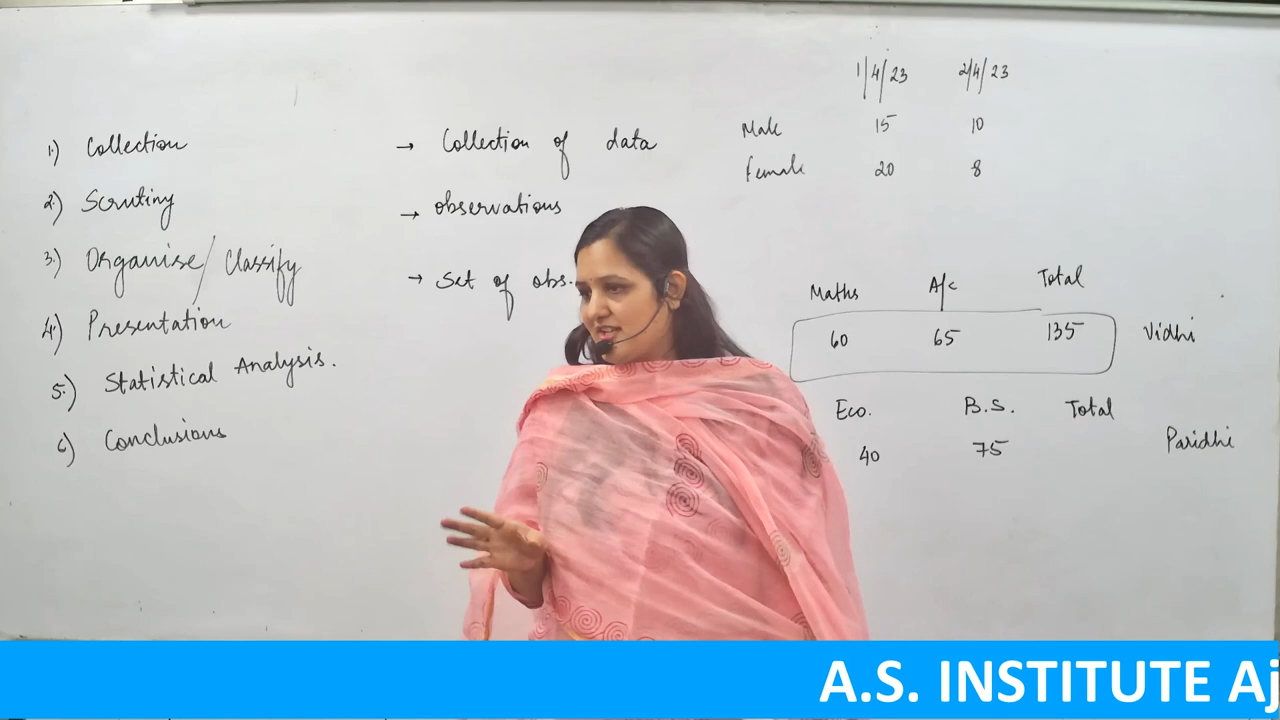 1.) Collection
2.) Scrutiny
3.) Organise/Classify
4.) Presentation
5.) Statistical Analysis.
6.) Conclusions
→ Collection of data
→ Observations
→ Set of obs.
1/4/23 2/4/23
Male 15 10
Female 20 8
Maths A/c Total
60 65 135 Vidhi
Eco. B.S. Total
40 75 Paridhi
A.S. INSTITUTE Aj